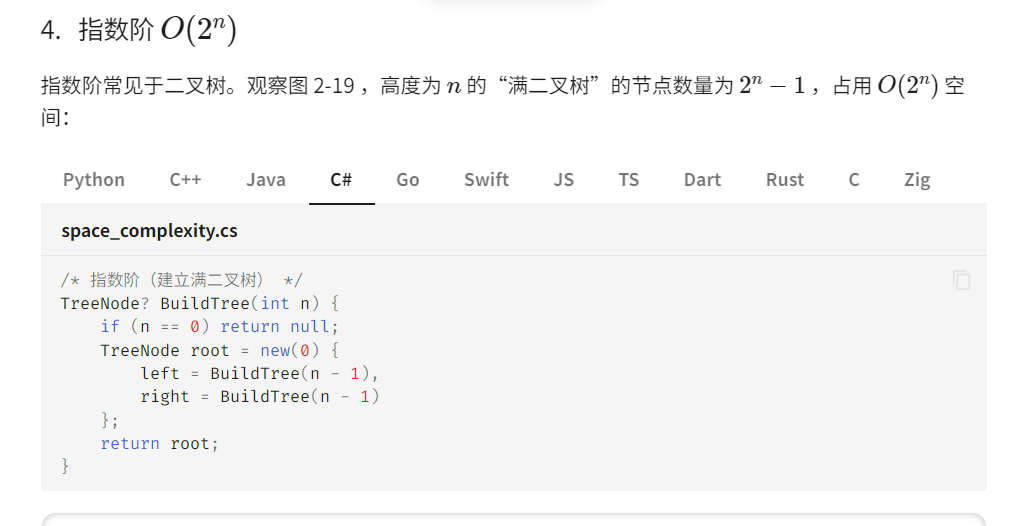 4. 指数阶 O(2ⁿ)
指数阶常见于二叉树。观察图 2-19 ，高度为 n 的“满二叉树”的节点数量为 2ⁿ − 1 ，占用 O(2ⁿ) 空
间：
Python C++ Java C# Go Swift JS TS Dart Rust C Zig
space_complexity.cs
/* 指数阶（建立满二叉树） */
TreeNode? BuildTree(int n) {
    if (n == 0) return null;
    TreeNode root = new(0) {
        left = BuildTree(n - 1),
        right = BuildTree(n - 1)
    };
    return root;
}